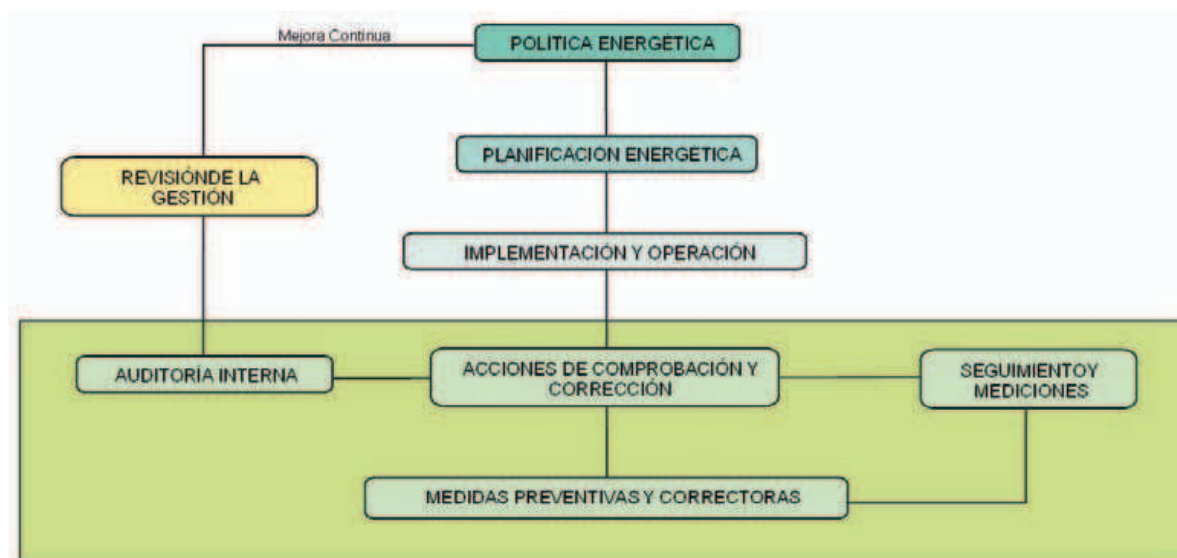 Mejora Continua
POLÍTICA ENERGÉTICA
PLANIFICACIÓN ENERGÉTICA
REVISIÓNDE LA
GESTIÓN
IMPLEMENTACIÓN Y OPERACIÓN
AUDITORÍA INTERNA
ACCIONES DE COMPROBACIÓN Y
CORRECCIÓN
SEGUIMIENTOY
MEDICIONES
MEDIDAS PREVENTIVAS Y CORRECTORAS